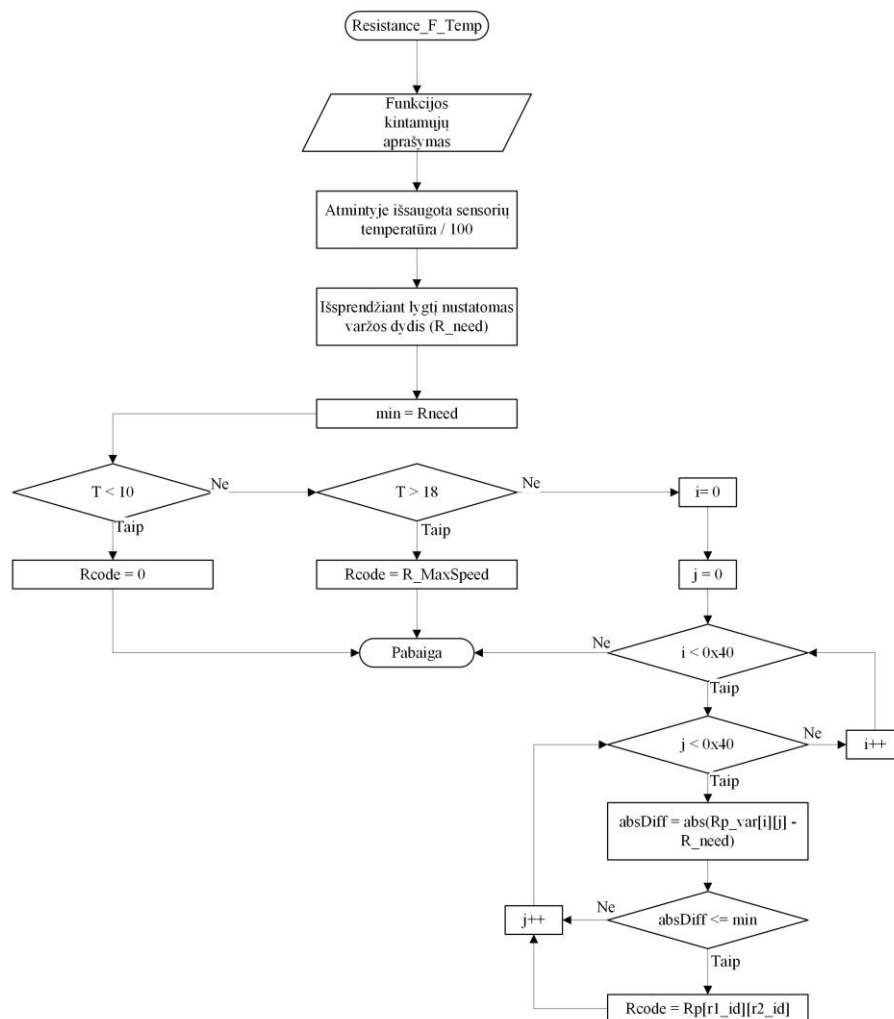 Resistance_F_Temp
Funkcijos
kintamųjų
aprašymas
Atmintyje išsaugota sensorių
temperatūra / 100
Išsprendžiant lygtį nustatomas
varžos dydis (R_need)
min = Rneed
T < 10
Ne
T > 18
Ne
i= 0
Taip
Taip
Rcode = 0
Rcode = R_MaxSpeed
j = 0
Pabaiga
Ne
i < 0x40
Taip
j < 0x40
Ne
i++
Taip
absDiff = abs(Rp_var[i][j] -
R_need)
j++
Ne
absDiff <= min
Taip
Rcode = Rp[r1_id][r2_id]